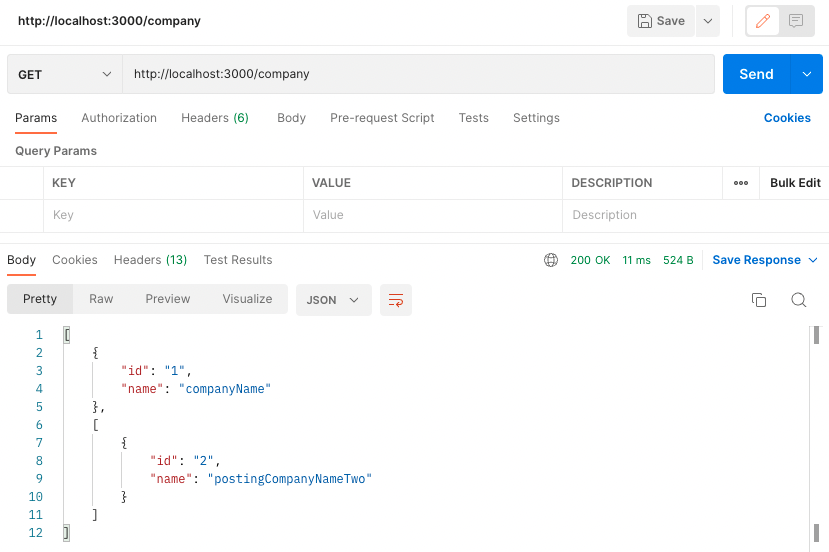 http://localhost:3000/company Save
GET http://localhost:3000/company Send
Params Authorization Headers (6) Body Pre-request Script Tests Settings Cookies
Query Params
KEY VALUE DESCRIPTION ••• Bulk Edit
Key Value Description
Body Cookies Headers (13) Test Results 200 OK 11 ms 524 B Save Response
Pretty Raw Preview Visualize JSON
1 [
2 {
3 "id": "1",
4 "name": "companyName"
5 },
6 [
7 {
8 "id": "2",
9 "name": "postingCompanyNameTwo"
10 }
11 ]
12 ]